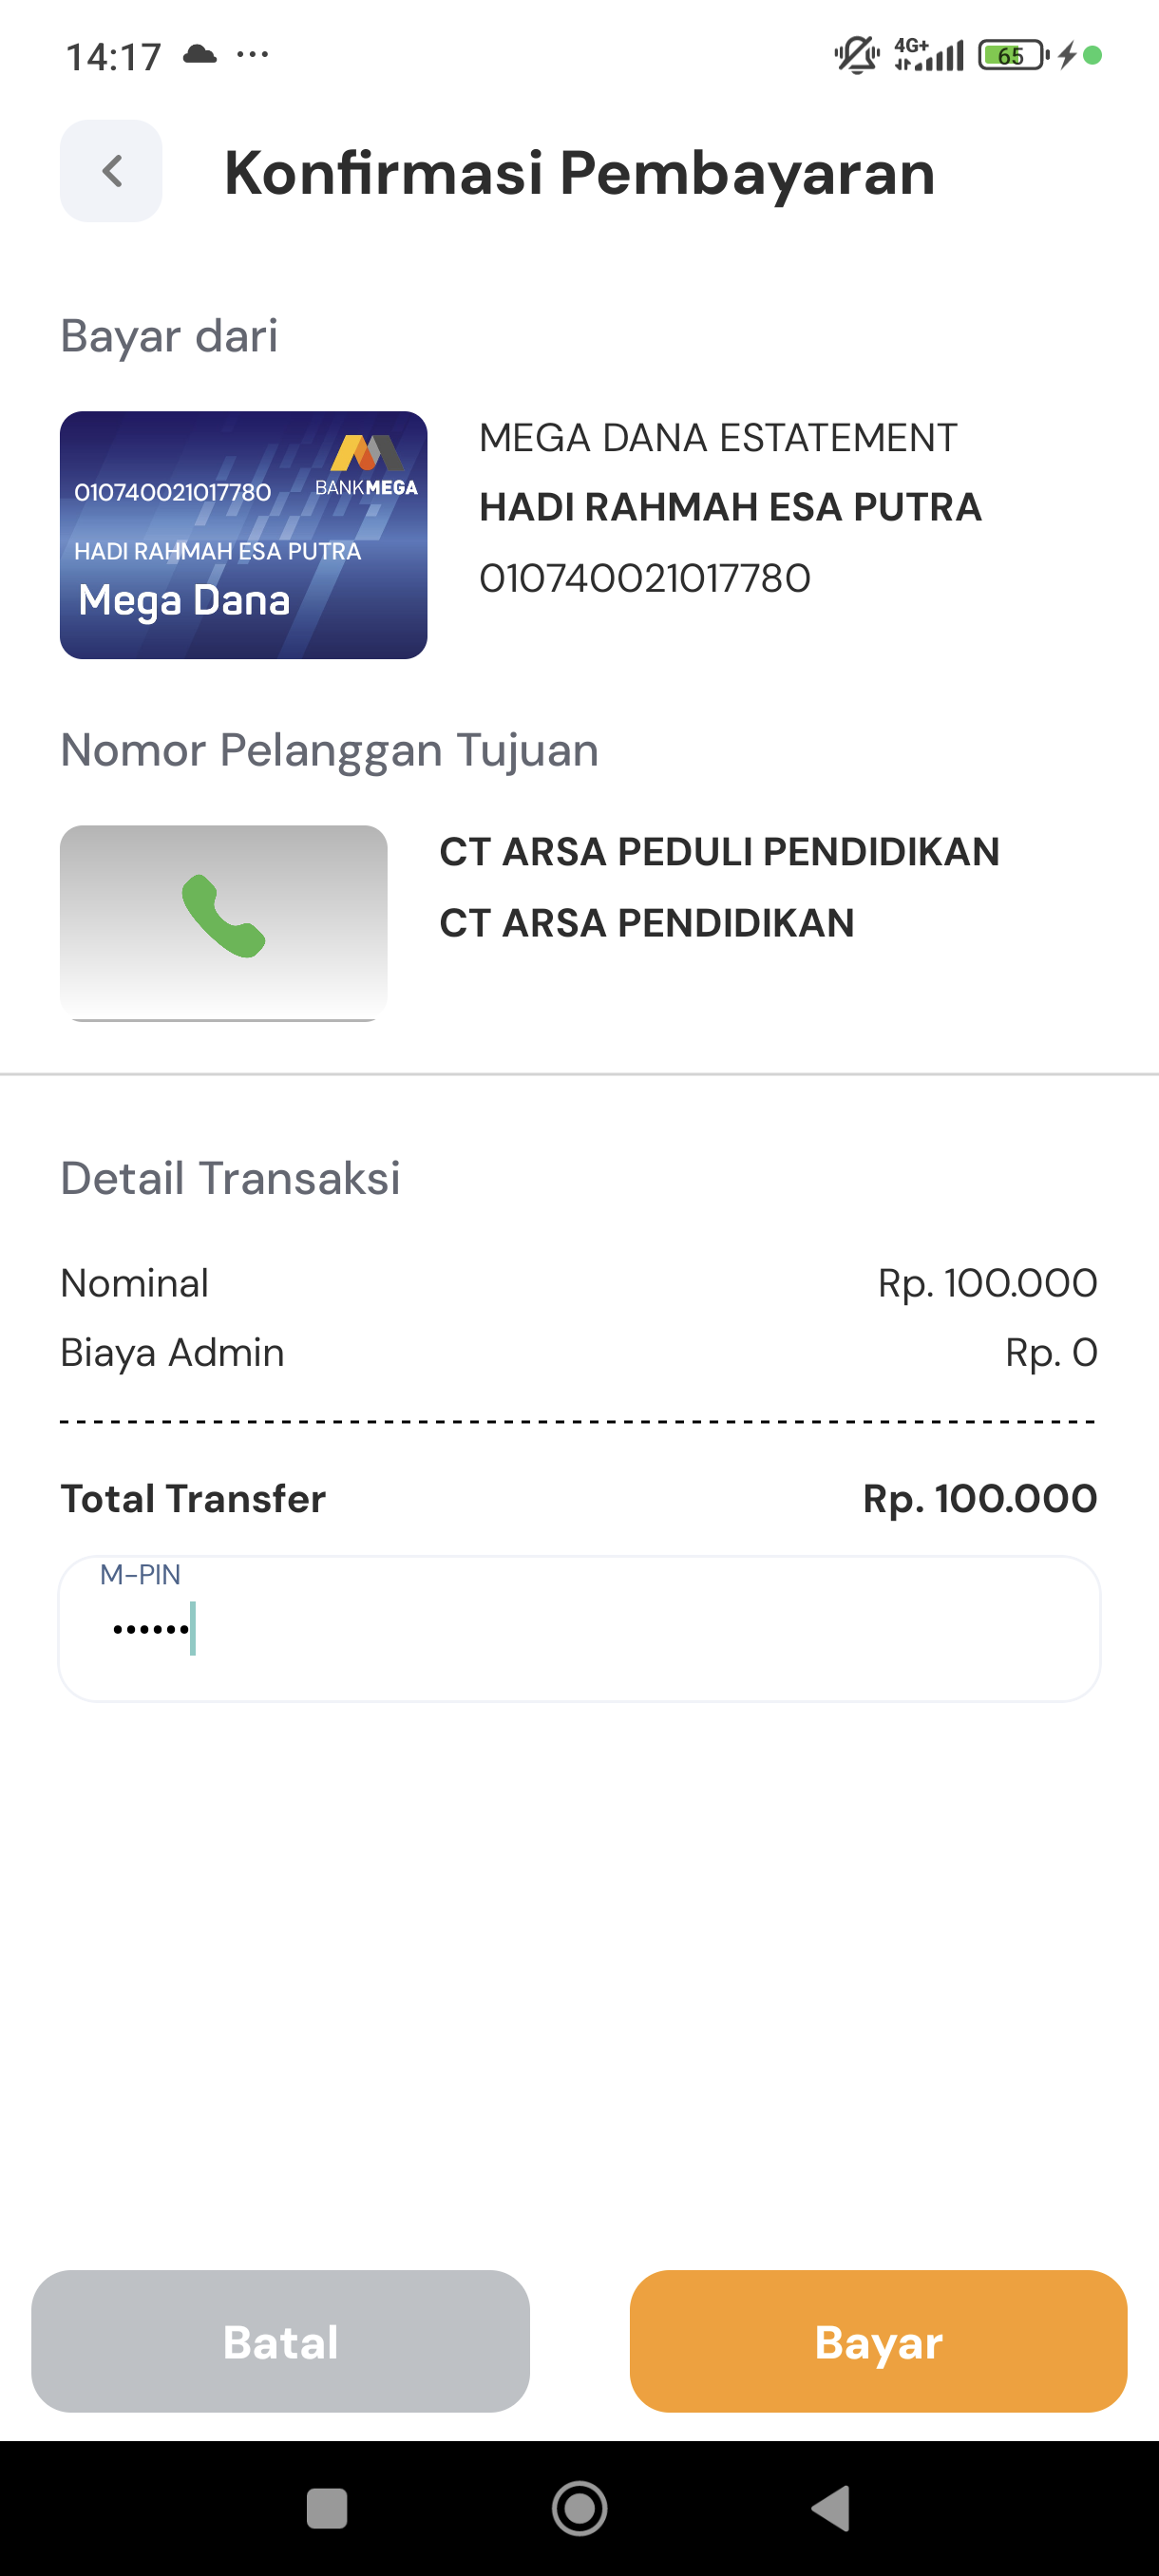 14:17
4G+
65
Konfirmasi Pembayaran
Bayar dari
BANKMEGA
010740021017780
HADI RAHMAH ESA PUTRA
Mega Dana
MEGA DANA ESTATEMENT
HADI RAHMAH ESA PUTRA
010740021017780
Nomor Pelanggan Tujuan
CT ARSA PEDULI PENDIDIKAN
CT ARSA PENDIDIKAN
Detail Transaksi
Nominal Rp. 100.000
Biaya Admin Rp. 0
Total Transfer Rp. 100.000
M-PIN
••••••
Batal
Bayar